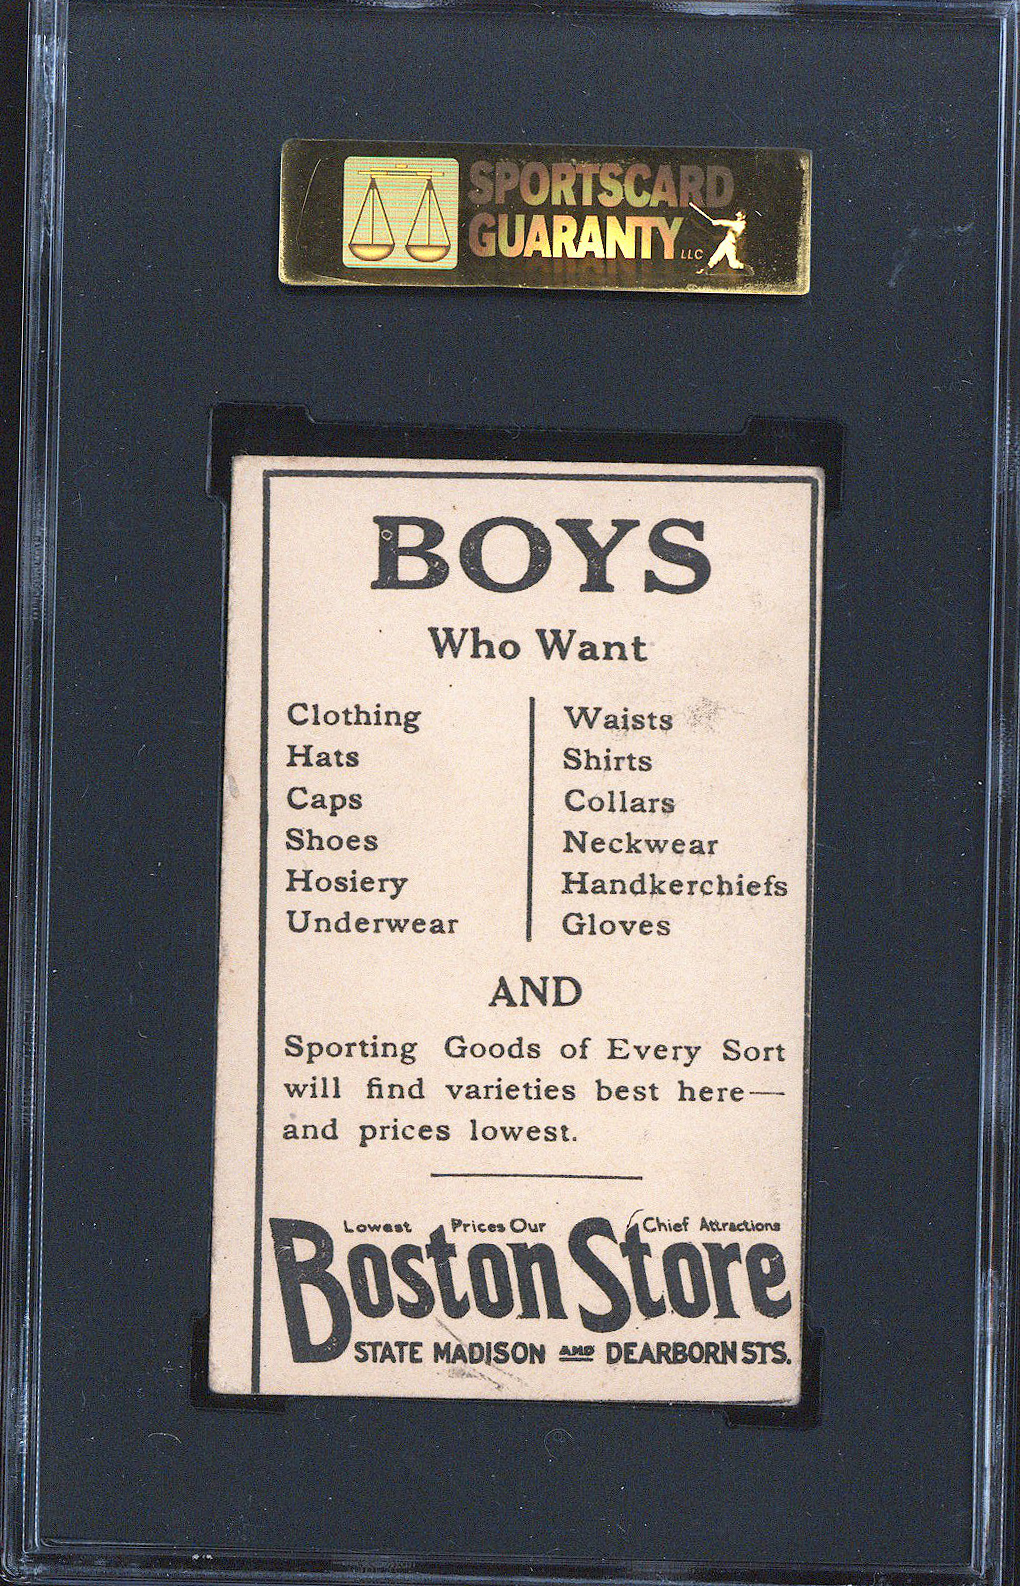 SPORTSCARD
GUARANTY LLC
BOYS
Who Want
Clothing
Hats
Caps
Shoes
Hosiery
Underwear
Waists
Shirts
Collars
Neckwear
Handkerchiefs
Gloves
AND
Sporting Goods of Every Sort
will find varieties best here—
and prices lowest.
Lowest Prices Our Chief Attractions
Boston Store
STATE MADISON AND DEARBORN STS.